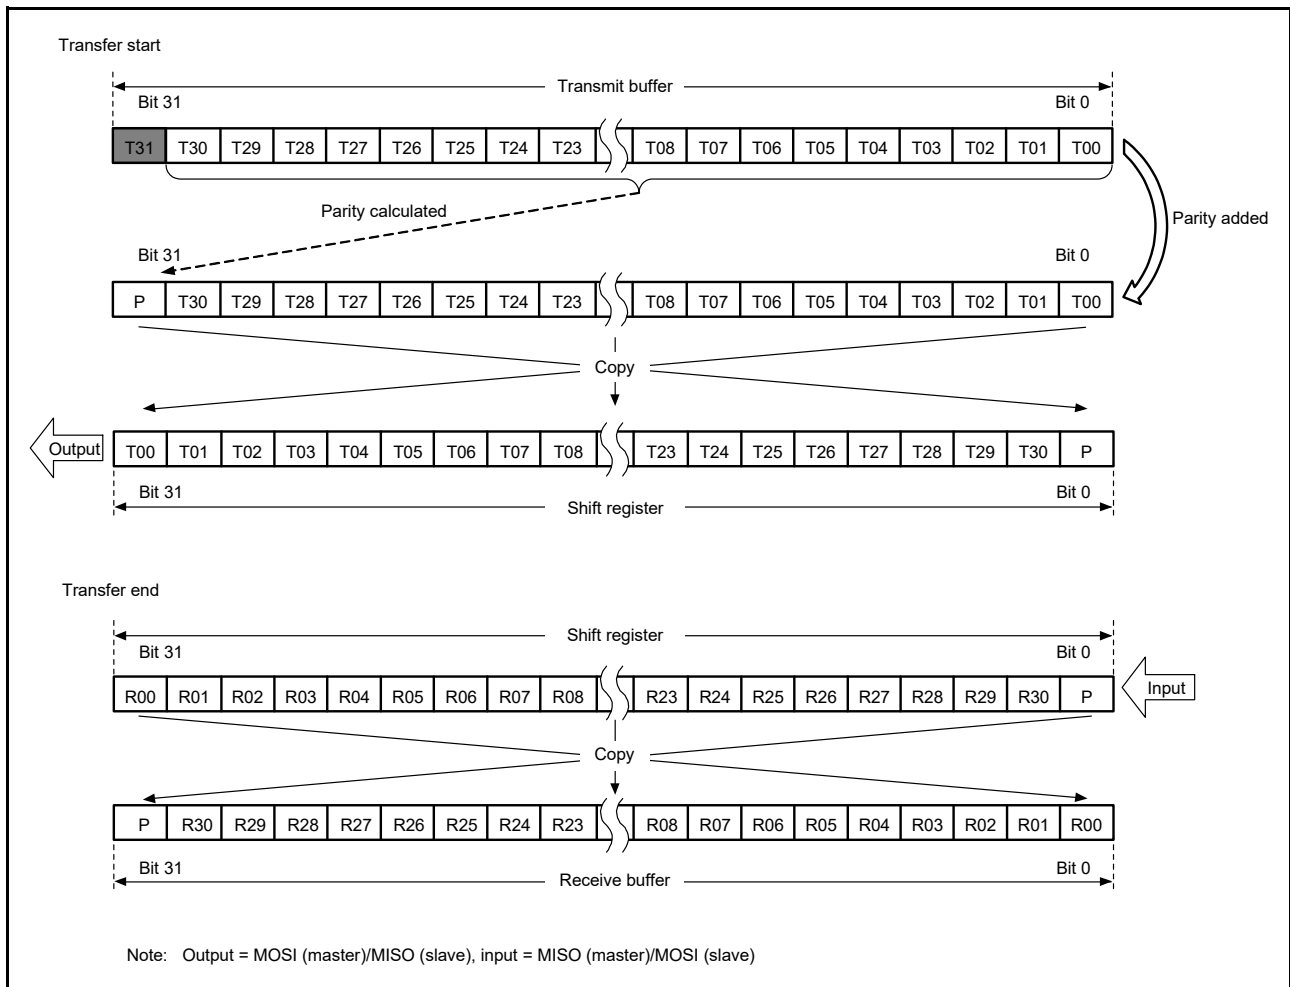 Transfer start
Transmit buffer
Bit 31 Bit 0
T31 T30 T29 T28 T27 T26 T25 T24 T23 T08 T07 T06 T05 T04 T03 T02 T01 T00
Parity calculated
Parity added
Bit 31 Bit 0
P T30 T29 T28 T27 T26 T25 T24 T23 T08 T07 T06 T05 T04 T03 T02 T01 T00
Copy
Output
T00 T01 T02 T03 T04 T05 T06 T07 T08 T23 T24 T25 T26 T27 T28 T29 T30 P
Bit 31 Bit 0
Shift register
Transfer end
Shift register
Bit 31 Bit 0
R00 R01 R02 R03 R04 R05 R06 R07 R08 R23 R24 R25 R26 R27 R28 R29 R30 P
Input
Copy
P R30 R29 R28 R27 R26 R25 R24 R23 R08 R07 R06 R05 R04 R03 R02 R01 R00
Bit 31 Bit 0
Receive buffer
Note: Output = MOSI (master)/MISO (slave), input = MISO (master)/MOSI (slave)